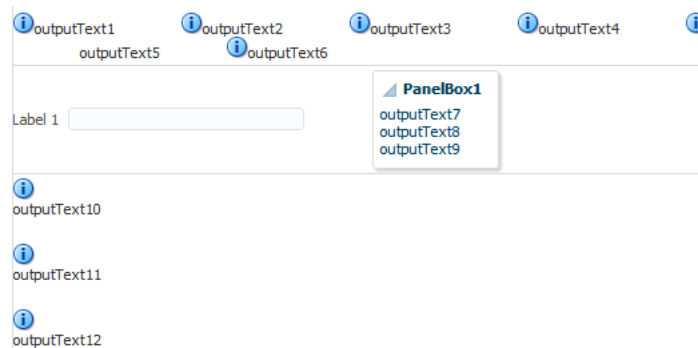 outputText1 outputText2 outputText3 outputText4
outputText5 outputText6
Label 1
PanelBox1
outputText7
outputText8
outputText9
outputText10
outputText11
outputText12